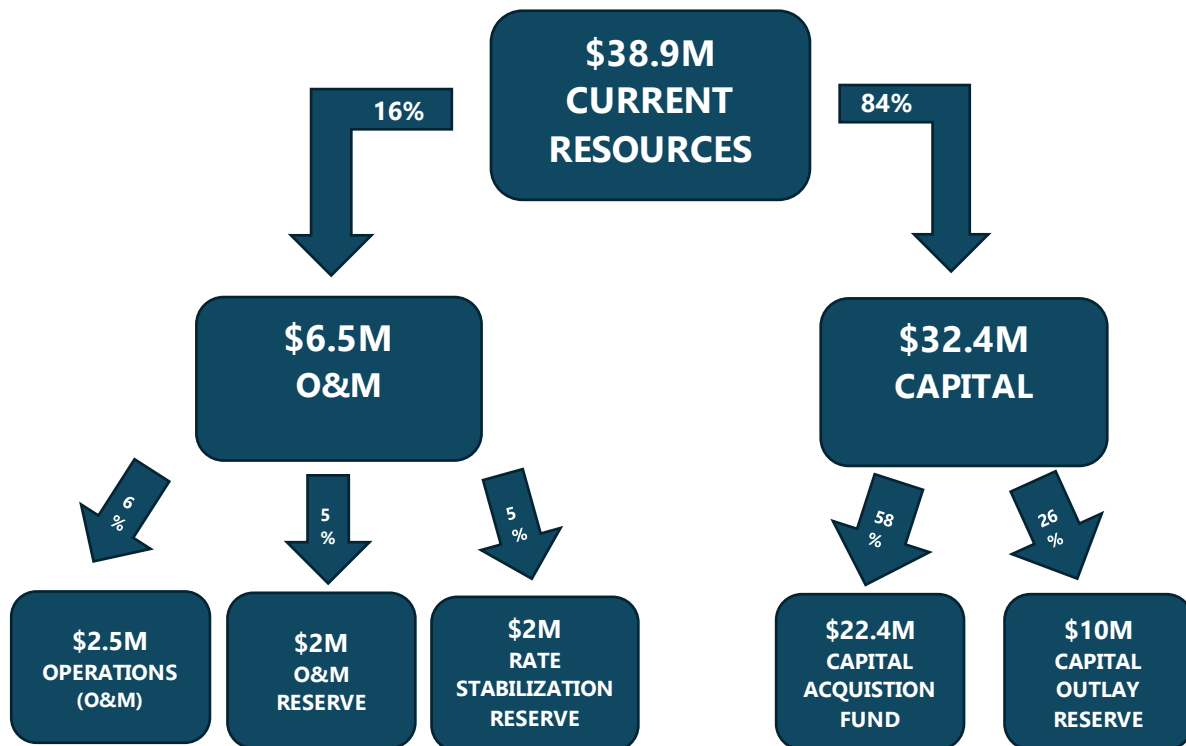 $38.9M
CURRENT
RESOURCES
16%
84%
$6.5M
O&M
$32.4M
CAPITAL
6
%
5
%
5
%
58
%
26
%
$2.5M
OPERATIONS
(O&M)
$2M
O&M
RESERVE
$2M
RATE
STABILIZATION
RESERVE
$22.4M
CAPITAL
ACQUISTION
FUND
$10M
CAPITAL
OUTLAY
RESERVE